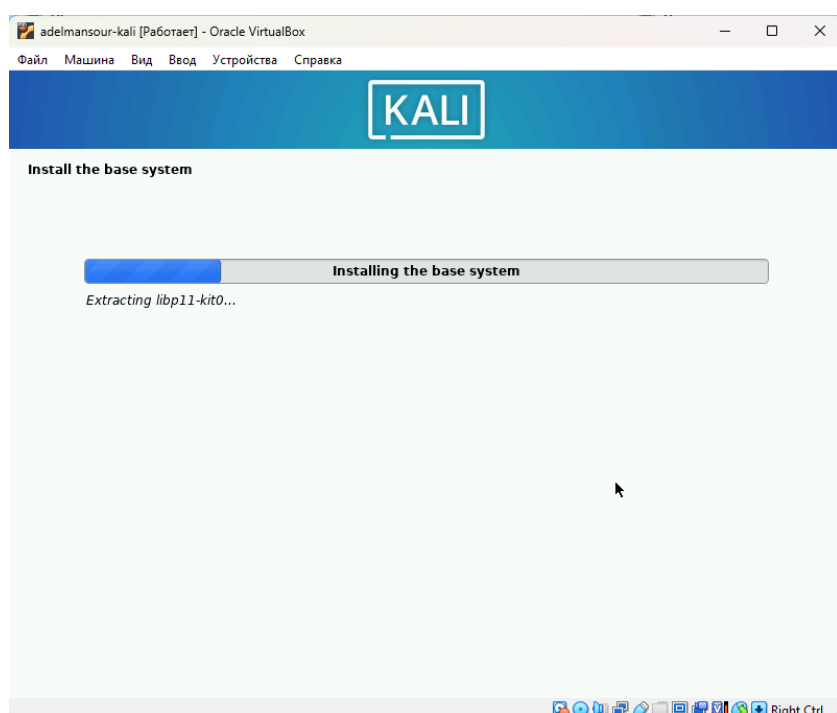 adelmansour-kali [Работает] - Oracle VirtualBox
Файл Машина Вид Ввод Устройства Справка
KALI
Install the base system
Installing the base system
Extracting libp11-kit0...
Right Ctrl